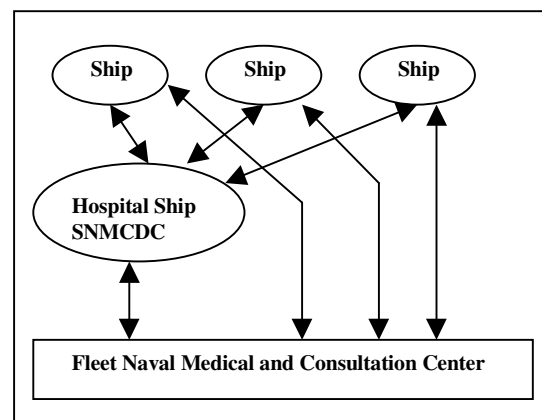 Ship
Ship
Ship
Hospital Ship
SNMCDC
Fleet Naval Medical and Consultation Center